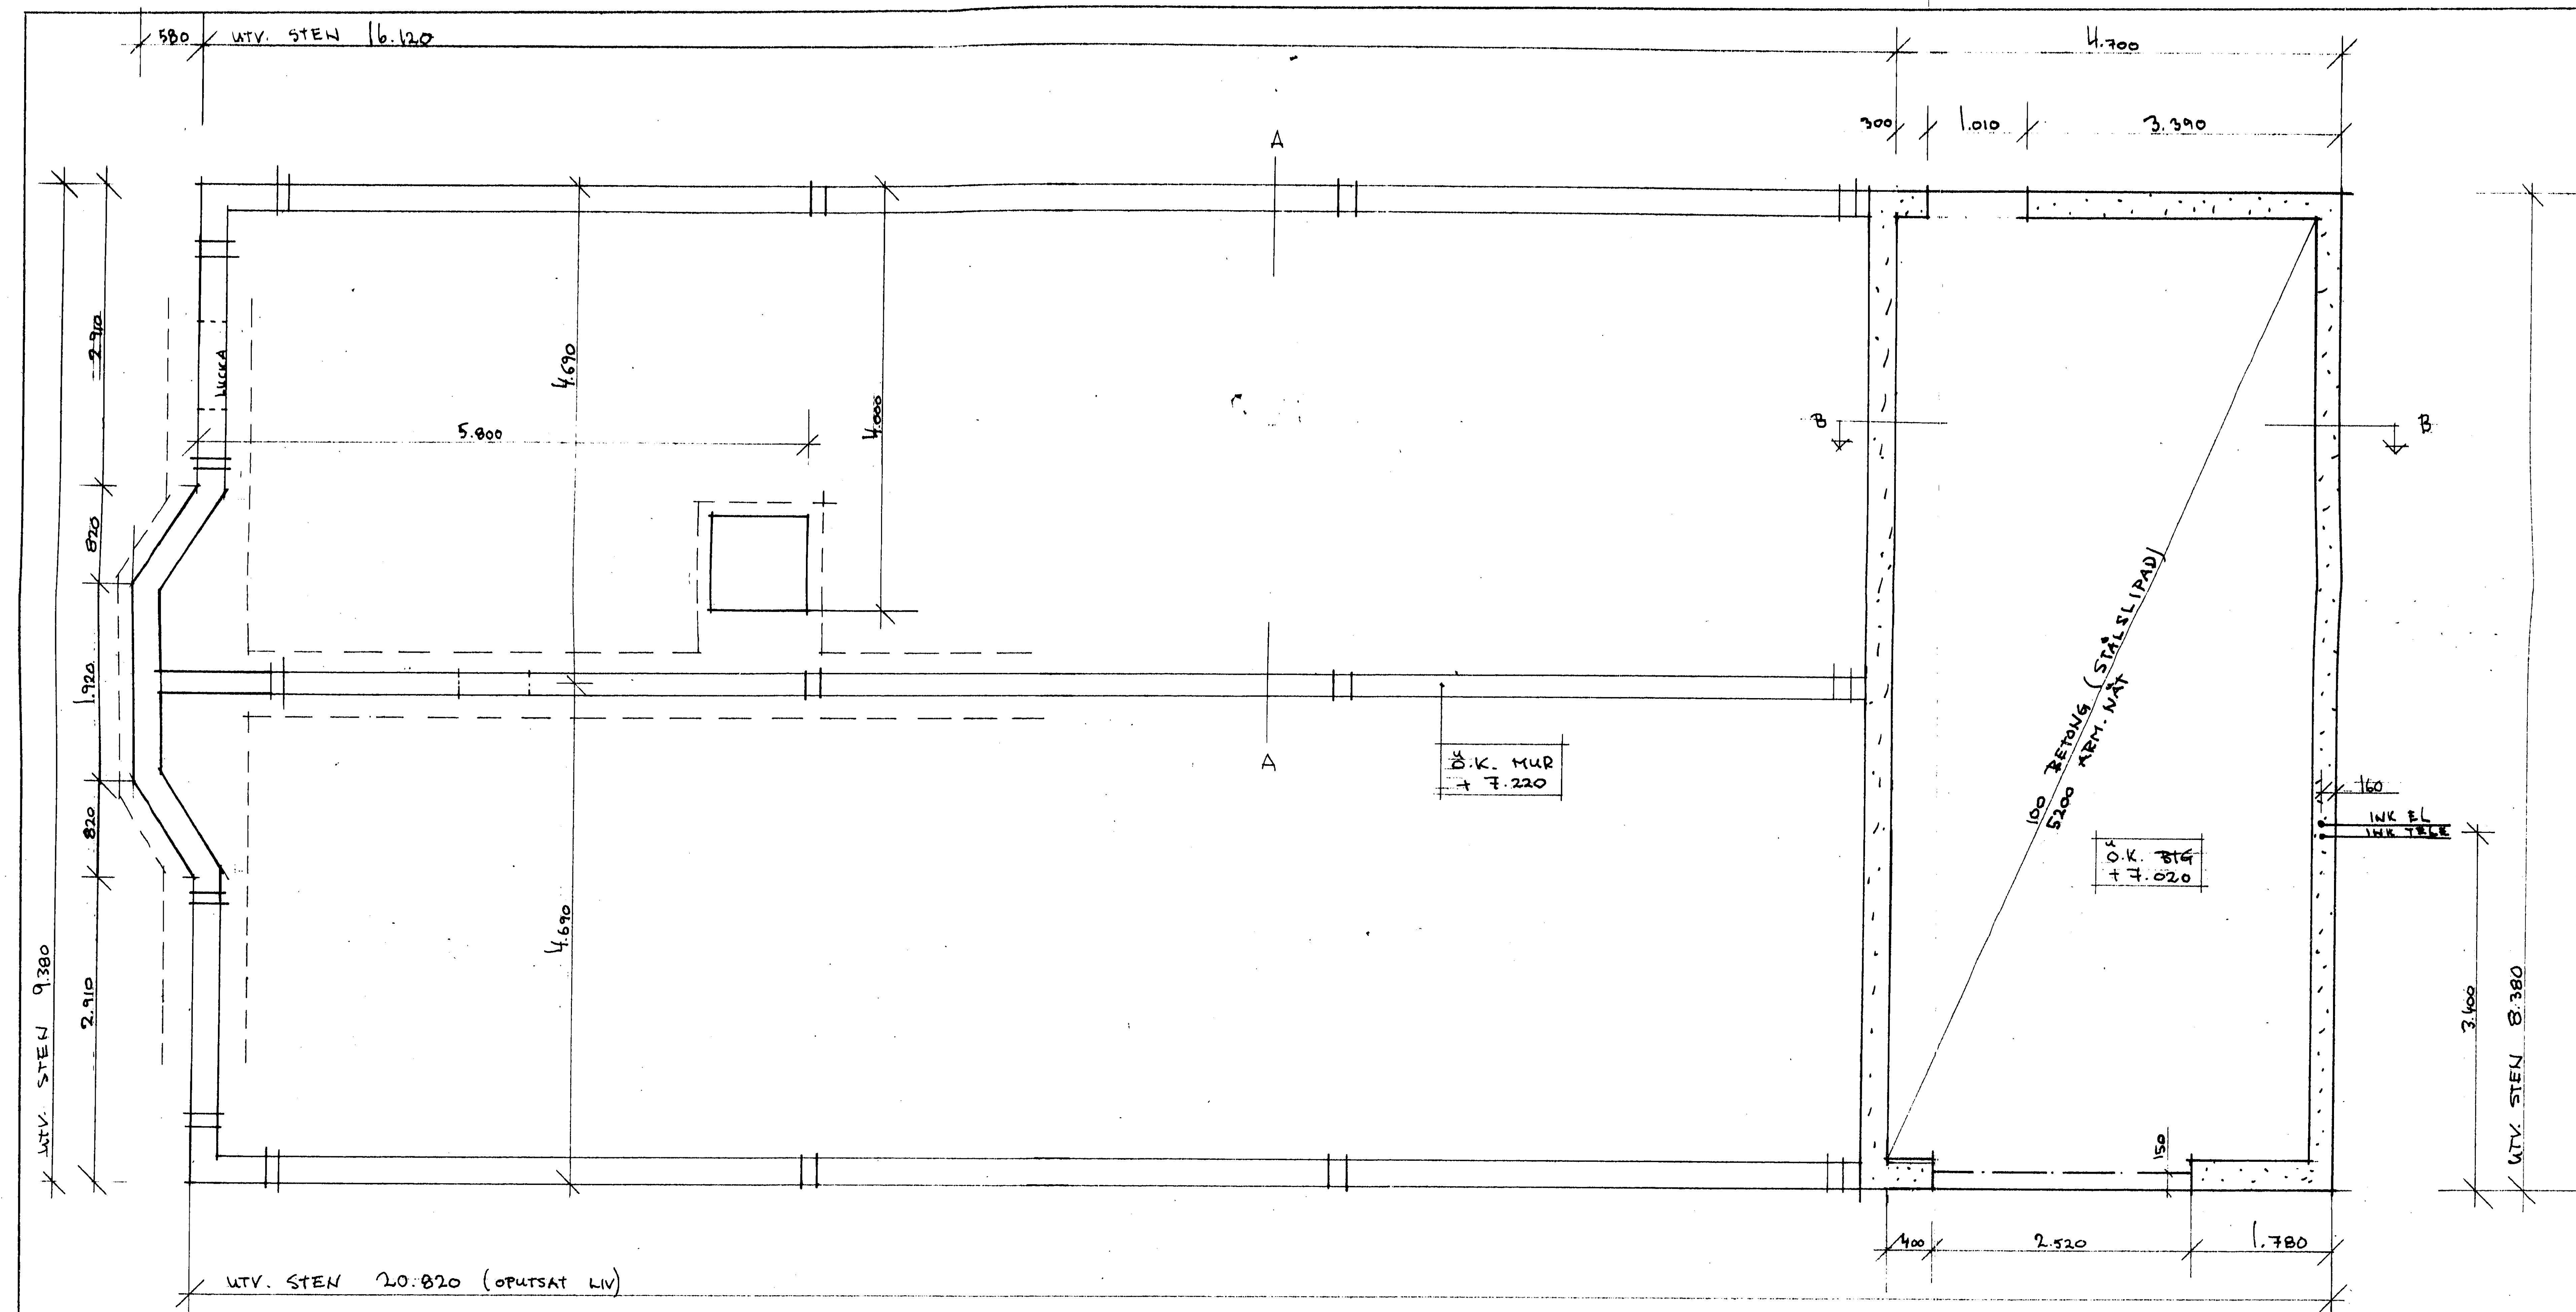 580
UTV. STEN 16.120
4.700
300
1.010
3.390
A
2.910
LUCKA
4.690
4.000
5.800
B
B
820
1.920
820
2.910
UTV. STEN 9.380
A
Ö.K. MUR
+ 7.220
100 BETONG (STÅLSLIPAD)
5200 ARM. NÄT
160
INK EL
INK TELE
Ö.K. BTG
+ 7.020
4.690
3.400
UTV. STEN 8.380
150
400
2.520
1.780
UTV. STEN 20.820 (OPUTSAT LIV)